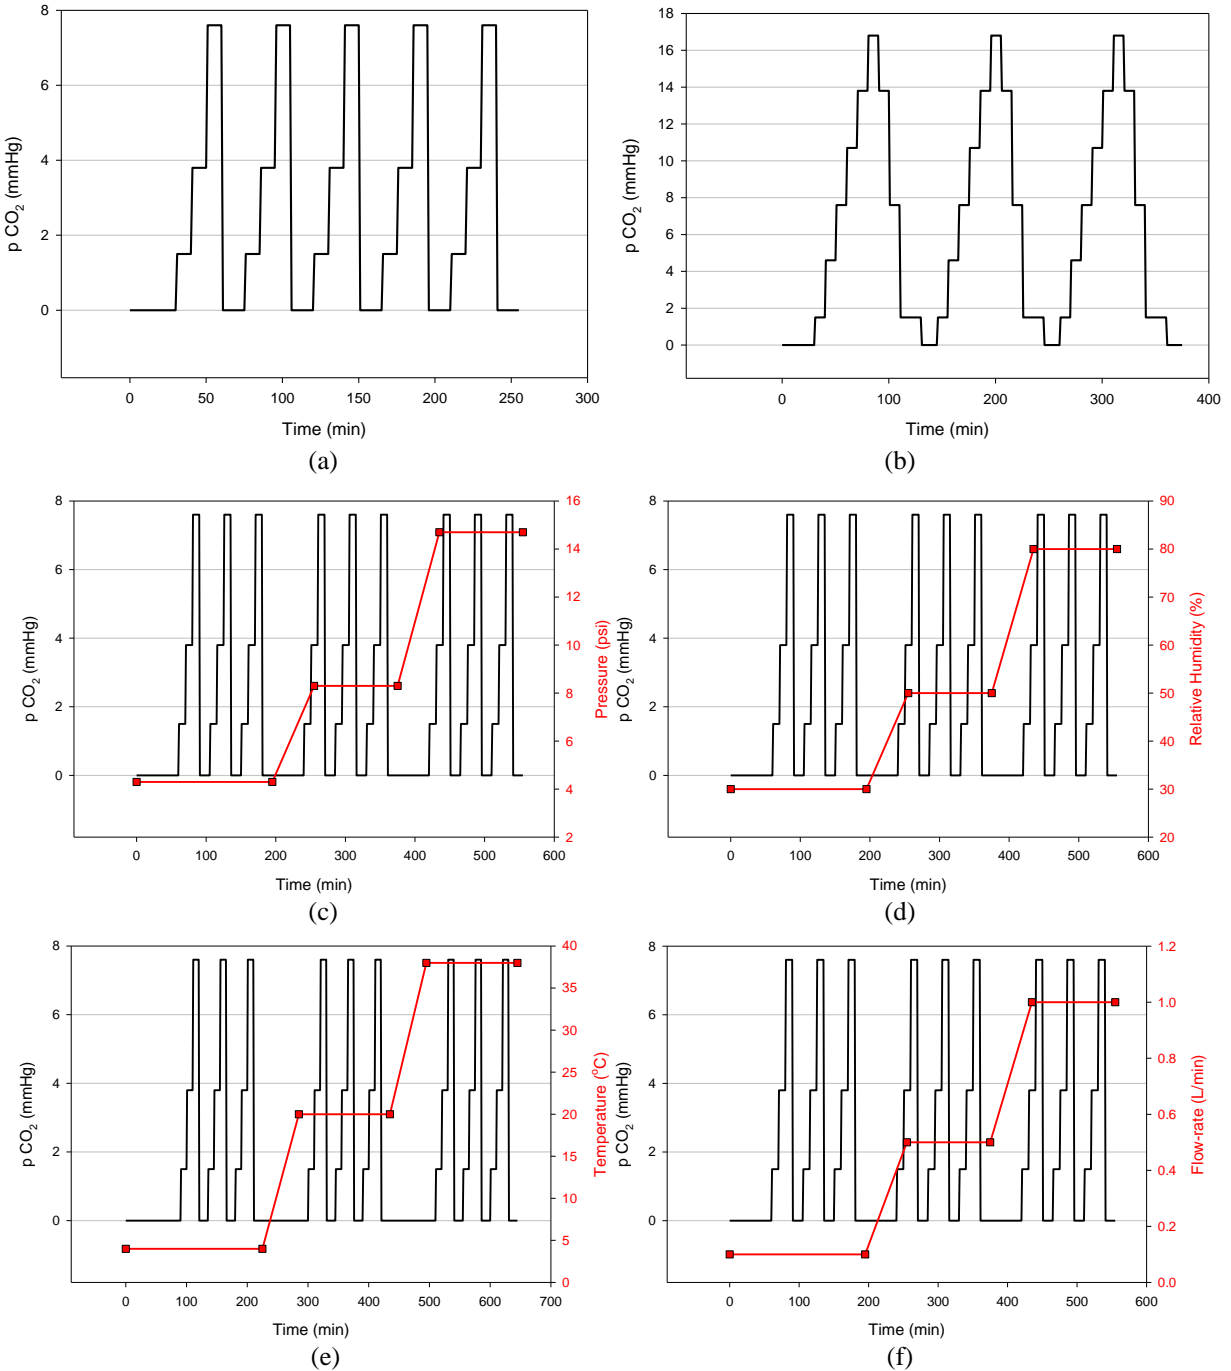 8
6
4
2
0
p CO2 (mmHg)
0 50 100 150 200 250 300
Time (min)
(a)
18
16
14
12
10
8
6
4
2
0
p CO2 (mmHg)
0 100 200 300 400
Time (min)
(b)
8
6
4
2
0
p CO2 (mmHg)
16
14
12
10
8
6
4
2
Pressure (psi)
0 100 200 300 400 500 600
Time (min)
(c)
8
6
4
2
0
p CO2 (mmHg)
90
80
70
60
50
40
30
20
Relative Humidity (%)
0 100 200 300 400 500 600
Time (min)
(d)
8
6
4
2
0
p CO2 (mmHg)
40
35
30
25
20
15
10
5
0
Temperature (oC)
0 100 200 300 400 500 600 700
Time (min)
(e)
8
6
4
2
0
p CO2 (mmHg)
1.2
1.0
0.8
0.6
0.4
0.2
0.0
Flow-rate (L/min)
0 100 200 300 400 500 600
Time (min)
(f)